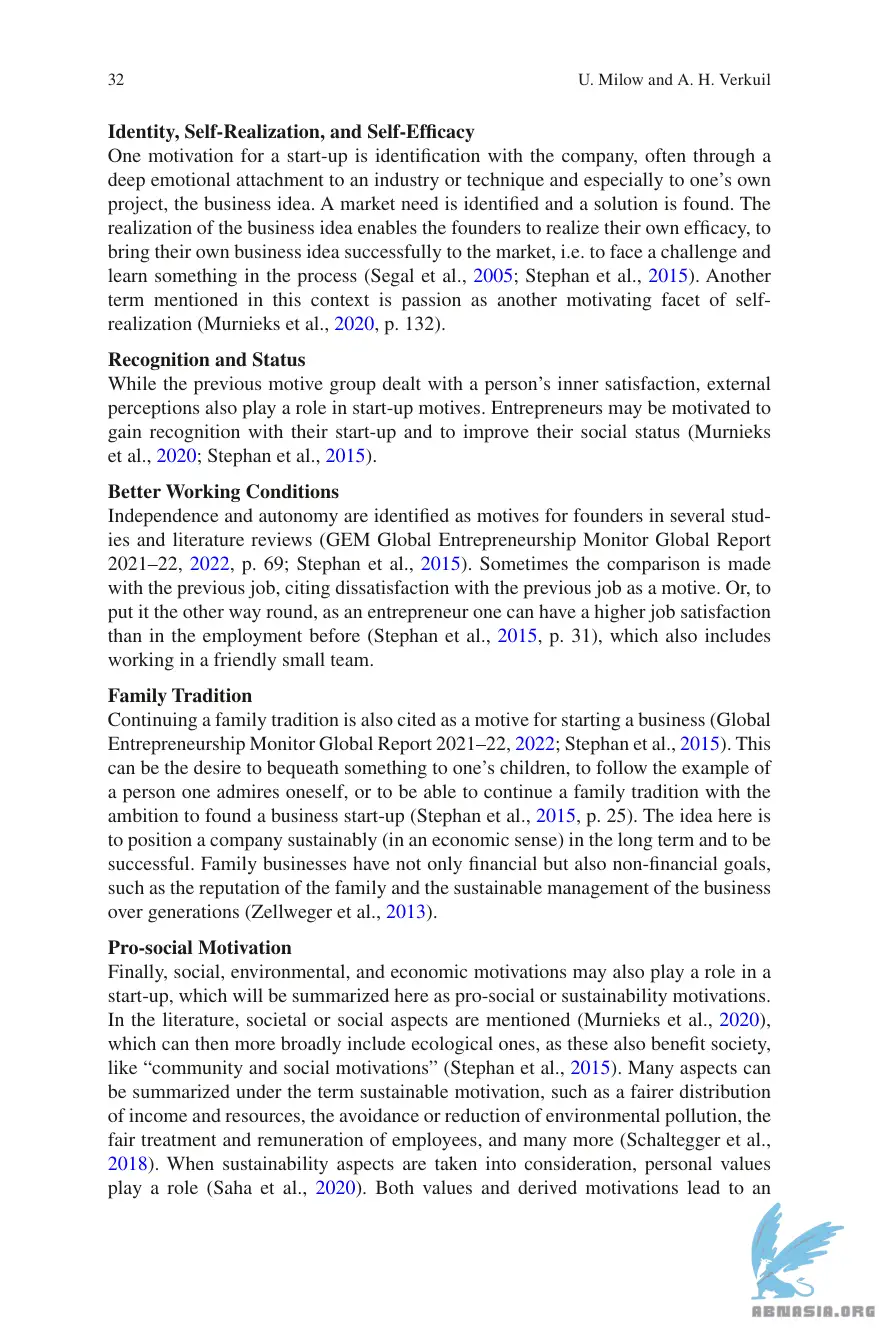 32
U. Milow and A. H. Verkuil
Identity, Self-Realization, and Self-Efficacy
One motivation for a start-up is identification with the company, often through a
deep emotional attachment to an industry or technique and especially to one's own
project, the business idea. A market need is identified and a solution is found. The
realization of the business idea enables the founders to realize their own efficacy, to
bring their own business idea successfully to the market, i.e. to face a challenge and
learn something in the process (Segal et al., 2005; Stephan et al., 2015). Another
term mentioned in this context is passion as another motivating facet of self-
realization (Murnieks et al., 2020, p. 132).
Recognition and Status
While the previous motive group dealt with a person's inner satisfaction, external
perceptions also play a role in start-up motives. Entrepreneurs may be motivated to
gain recognition with their start-up and to improve their social status (Murnieks
et al., 2020; Stephan et al., 2015).
Better Working Conditions
Independence and autonomy are identified as motives for founders in several stud-
ies and literature reviews (GEM Global Entrepreneurship Monitor Global Report
2021–22, 2022, p. 69; Stephan et al., 2015). Sometimes the comparison is made
with the previous job, citing dissatisfaction with the previous job as a motive. Or, to
put it the other way round, as an entrepreneur one can have a higher job satisfaction
than in the employment before (Stephan et al., 2015, p. 31), which also includes
working in a friendly small team.
Family Tradition
Continuing a family tradition is also cited as a motive for starting a business (Global
Entrepreneurship Monitor Global Report 2021–22, 2022; Stephan et al., 2015). This
can be the desire to bequeath something to one's children, to follow the example of
a person one admires oneself, or to be able to continue a family tradition with the
ambition to found a business start-up (Stephan et al., 2015, p. 25). The idea here is
to position a company sustainably (in an economic sense) in the long term and to be
successful. Family businesses have not only financial but also non-financial goals,
such as the reputation of the family and the sustainable management of the business
over generations (Zellweger et al., 2013).
Pro-social Motivation
Finally, social, environmental, and economic motivations may also play a role in a
start-up, which will be summarized here as pro-social or sustainability motivations.
In the literature, societal or social aspects are mentioned (Murnieks et al., 2020),
which can then more broadly include ecological ones, as these also benefit society,
like “community and social motivations” (Stephan et al., 2015). Many aspects can
be summarized under the term sustainable motivation, such as a fairer distribution
of income and resources, the avoidance or reduction of environmental pollution, the
fair treatment and remuneration of employees, and many more (Schaltegger et al.,
2018). When sustainability aspects are taken into consideration, personal values
play a role (Saha et al., 2020). Both values and derived motivations lead to an
ABNASIA.ORG